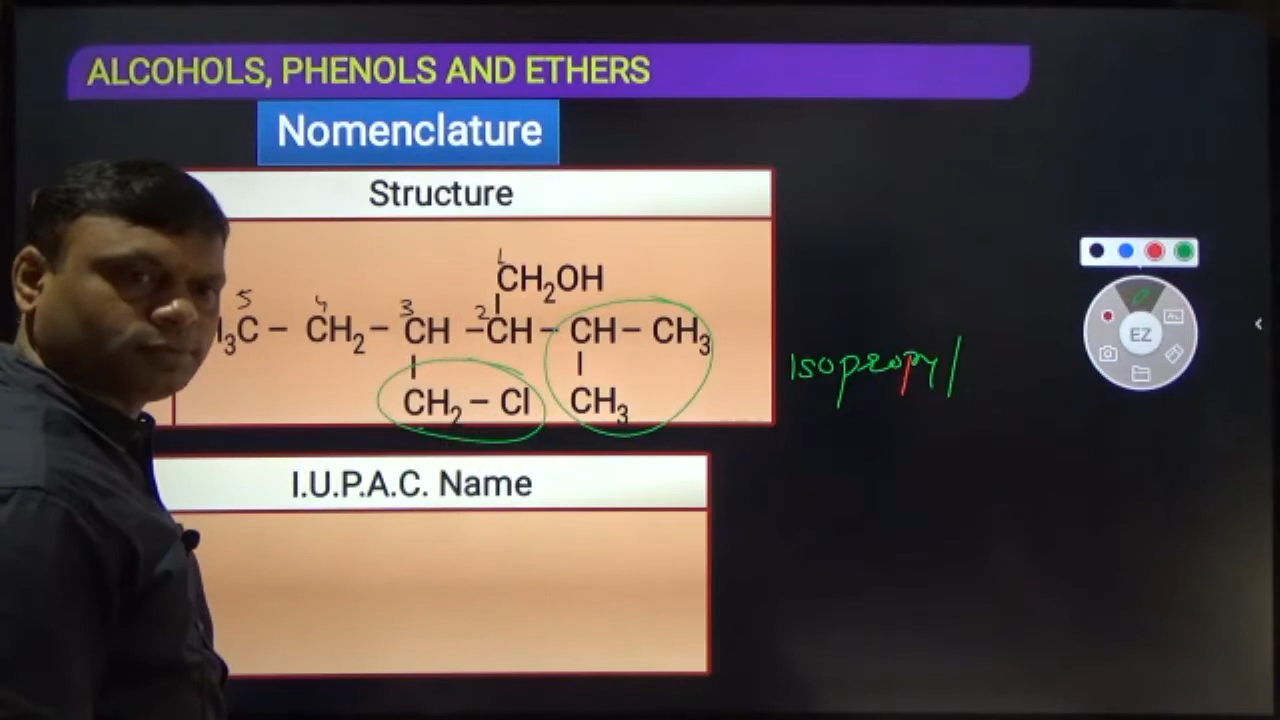 ALCOHOLS, PHENOLS AND ETHERS
Nomenclature
Structure
1
CH₂OH
5 4 3 2
H₃C – CH₂ – CH – CH – CH – CH₃
CH₂ – Cl CH₃
Isopropyl
EZ
I.U.P.A.C. Name